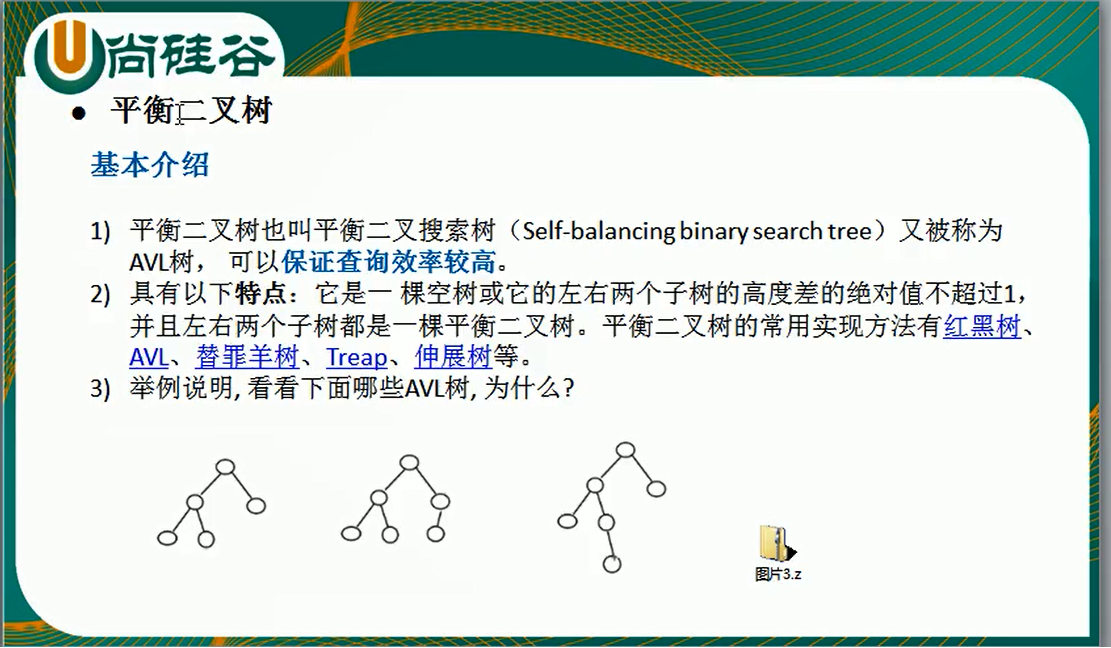 尚硅谷
● 平衡二叉树
基本介绍
1) 平衡二叉树也叫平衡二叉搜索树（Self-balancing binary search tree）又被称为
AVL树， 可以保证查询效率较高。
2) 具有以下特点：它是一 棵空树或它的左右两个子树的高度差的绝对值不超过1，
并且左右两个子树都是一棵平衡二叉树。平衡二叉树的常用实现方法有红黑树、
AVL、替罪羊树、Treap、伸展树等。
3) 举例说明, 看看下面哪些AVL树, 为什么?
图片3.z